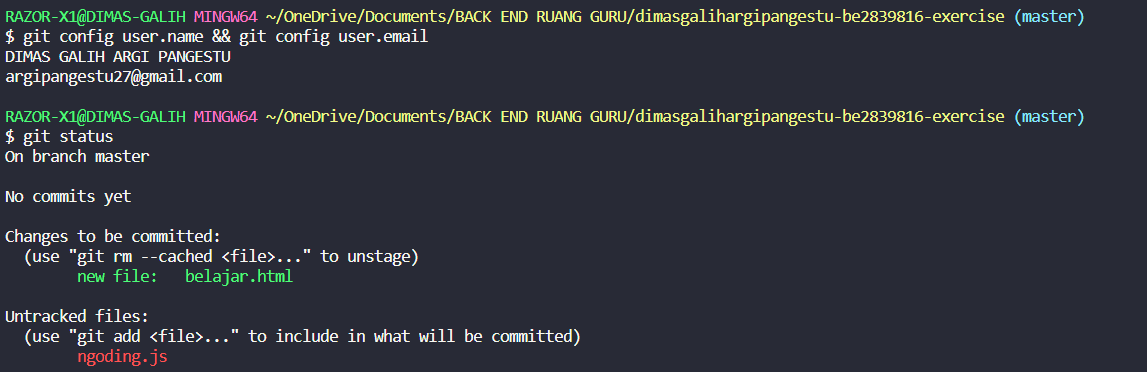 RAZOR-X1@DIMAS-GALIH MINGW64 ~/OneDrive/Documents/BACK END RUANG GURU/dimasgalihargipangestu-be2839816-exercise (master)
$ git config user.name && git config user.email
DIMAS GALIH ARGI PANGESTU
argipangestu27@gmail.com
RAZOR-X1@DIMAS-GALIH MINGW64 ~/OneDrive/Documents/BACK END RUANG GURU/dimasgalihargipangestu-be2839816-exercise (master)
$ git status
On branch master
No commits yet
Changes to be committed:
  (use "git rm --cached <file>..." to unstage)
        new file:   belajar.html
Untracked files:
  (use "git add <file>..." to include in what will be committed)
        ngoding.js